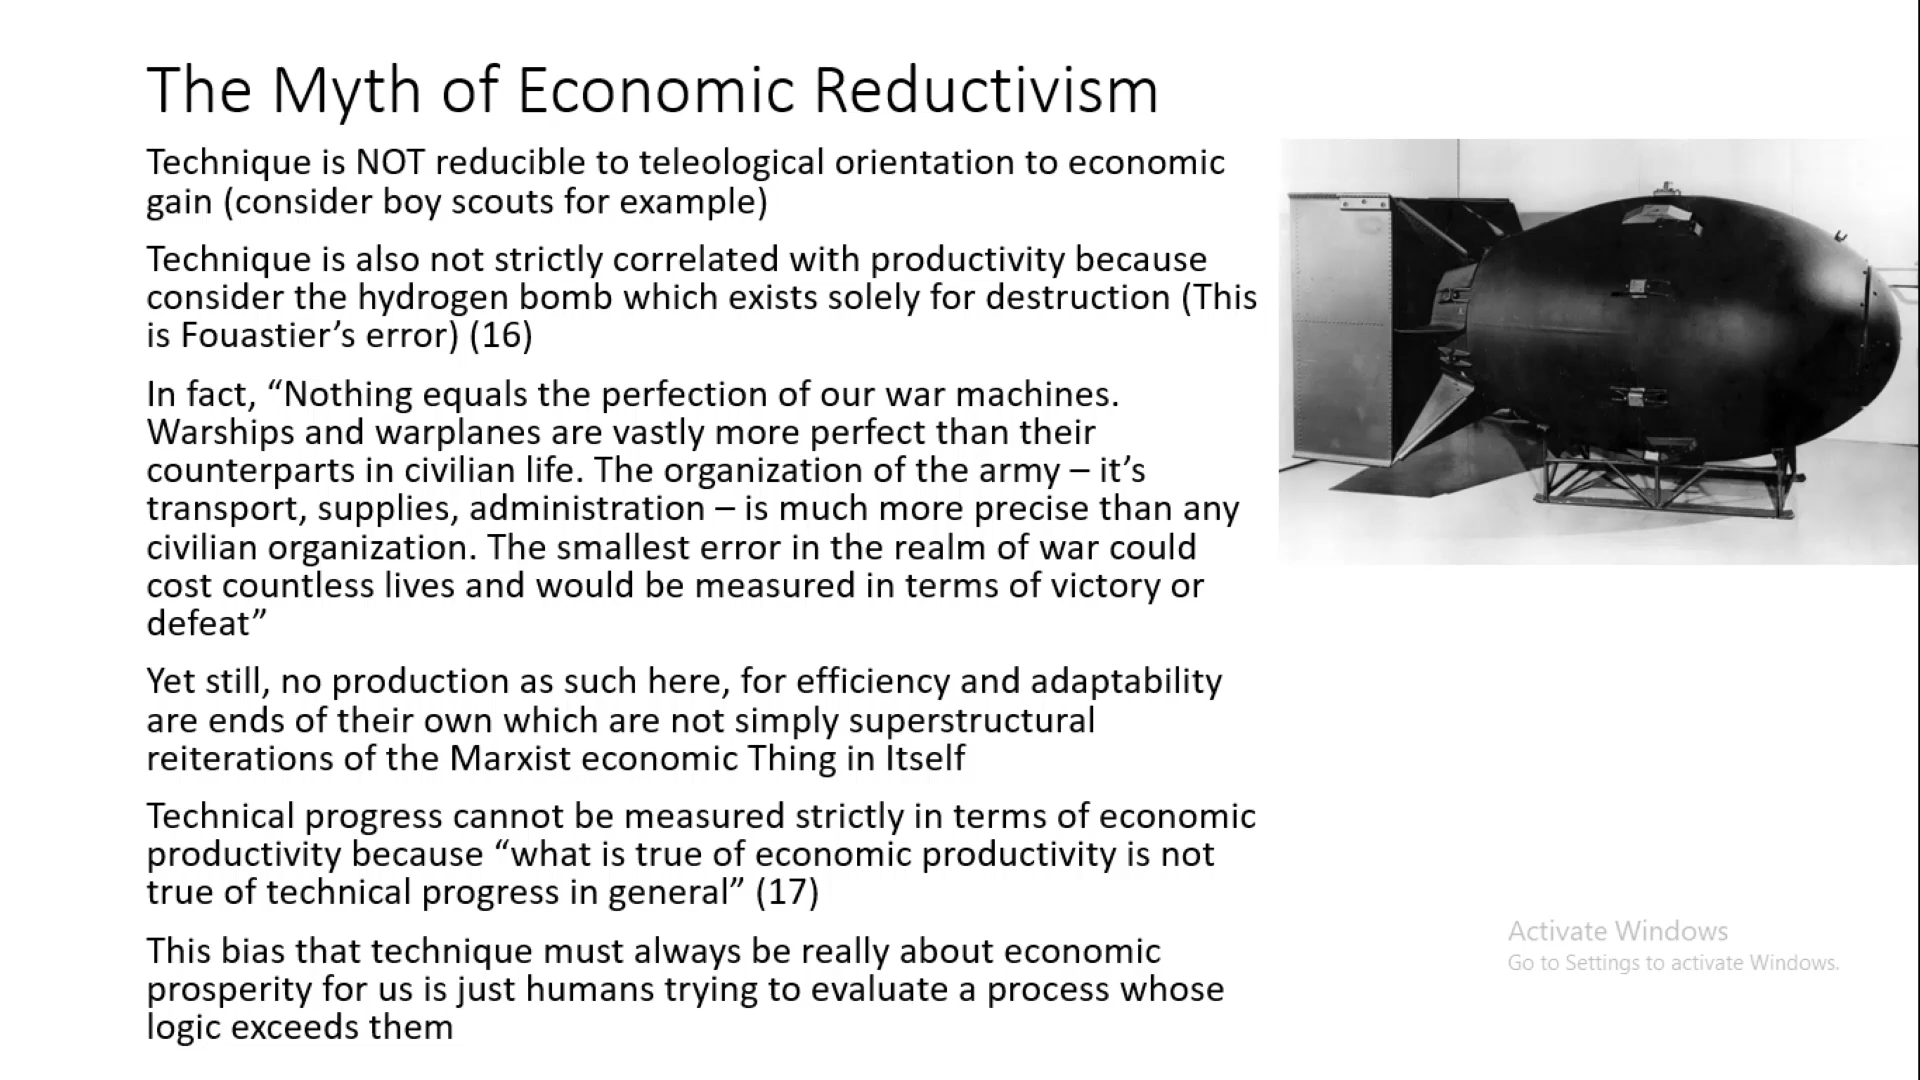 The Myth of Economic Reductivism
Technique is NOT reducible to teleological orientation to economic
gain (consider boy scouts for example)
Technique is also not strictly correlated with productivity because
consider the hydrogen bomb which exists solely for destruction (This
is Fouastier’s error) (16)
In fact, “Nothing equals the perfection of our war machines.
Warships and warplanes are vastly more perfect than their
counterparts in civilian life. The organization of the army – it’s
transport, supplies, administration – is much more precise than any
civilian organization. The smallest error in the realm of war could
cost countless lives and would be measured in terms of victory or
defeat”
Yet still, no production as such here, for efficiency and adaptability
are ends of their own which are not simply superstructural
reiterations of the Marxist economic Thing in Itself
Technical progress cannot be measured strictly in terms of economic
productivity because “what is true of economic productivity is not
true of technical progress in general” (17)
This bias that technique must always be really about economic
prosperity for us is just humans trying to evaluate a process whose
logic exceeds them
Activate Windows
Go to Settings to activate Windows.